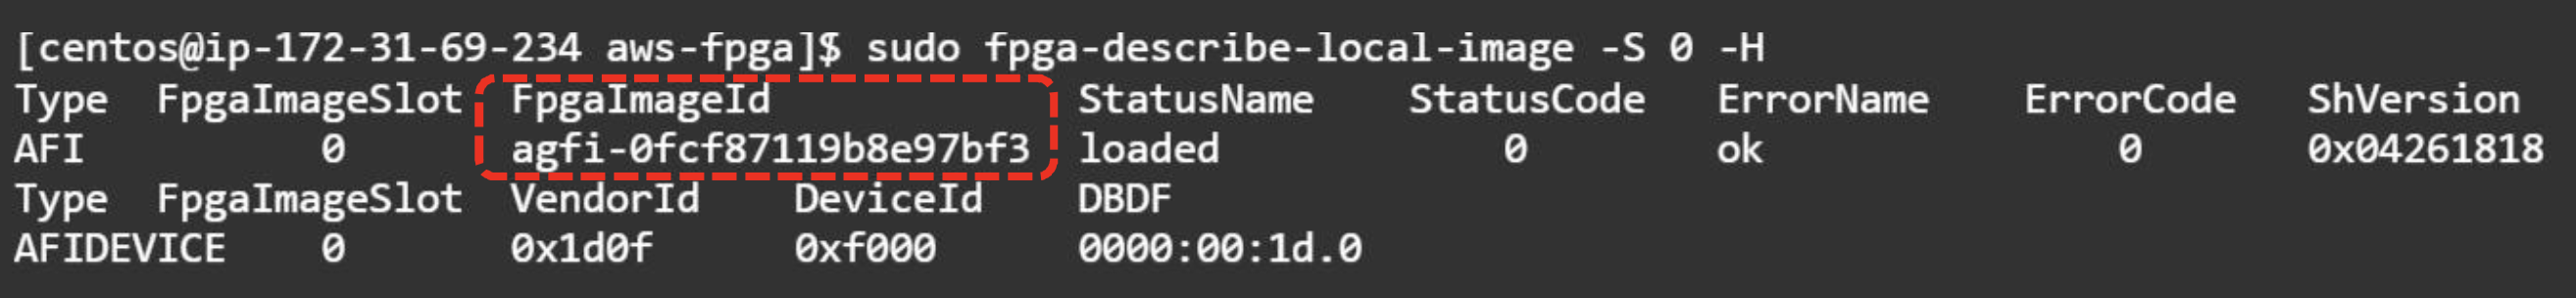 [centos@ip-172-31-69-234 aws-fpga]$ sudo fpga-describe-local-image -S 0 -H
Type  FpgaImageSlot  FpgaImageId             StatusName    StatusCode   ErrorName    ErrorCode   ShVersion
AFI          0       agfi-0fcf87119b8e97bf3  loaded            0        ok               0       0x04261818
Type  FpgaImageSlot  VendorId    DeviceId    DBDF
AFIDEVICE    0       0x1d0f      0xf000      0000:00:1d.0